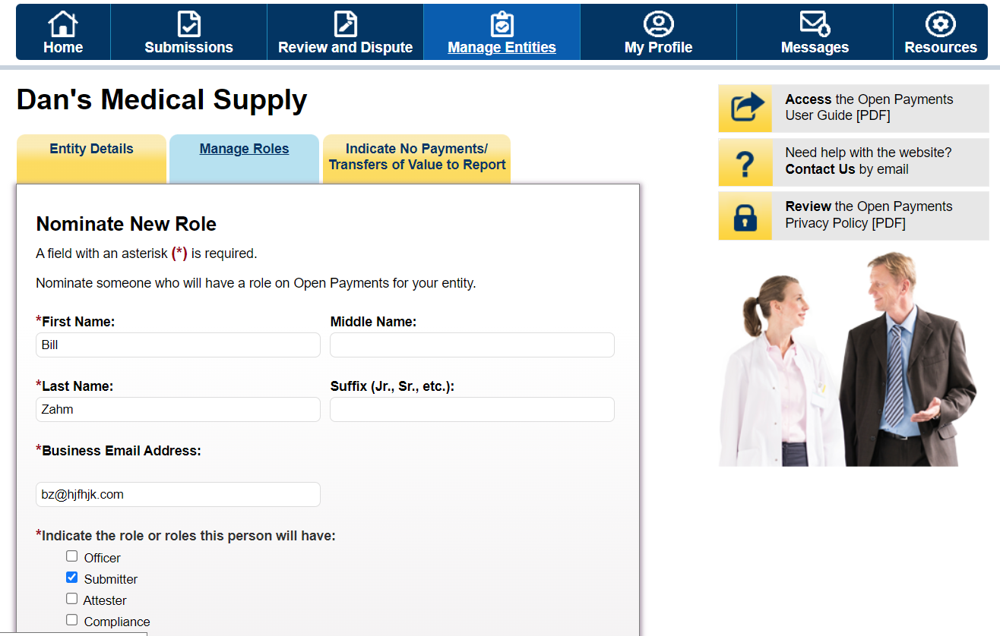 Home
Submissions
Review and Dispute
Manage Entities
My Profile
Messages
Resources
Dan's Medical Supply
Entity Details
Manage Roles
Indicate No Payments/
Transfers of Value to Report
Nominate New Role
A field with an asterisk (*) is required.
Nominate someone who will have a role on Open Payments for your entity.
*First Name:
Middle Name:
Bill
*Last Name:
Suffix (Jr., Sr., etc.):
Zahm
*Business Email Address:
bz@hjfhjk.com
*Indicate the role or roles this person will have:
Officer
Submitter
Attester
Compliance
Access the Open Payments
User Guide [PDF]
Need help with the website?
Contact Us by email
Review the Open Payments
Privacy Policy [PDF]